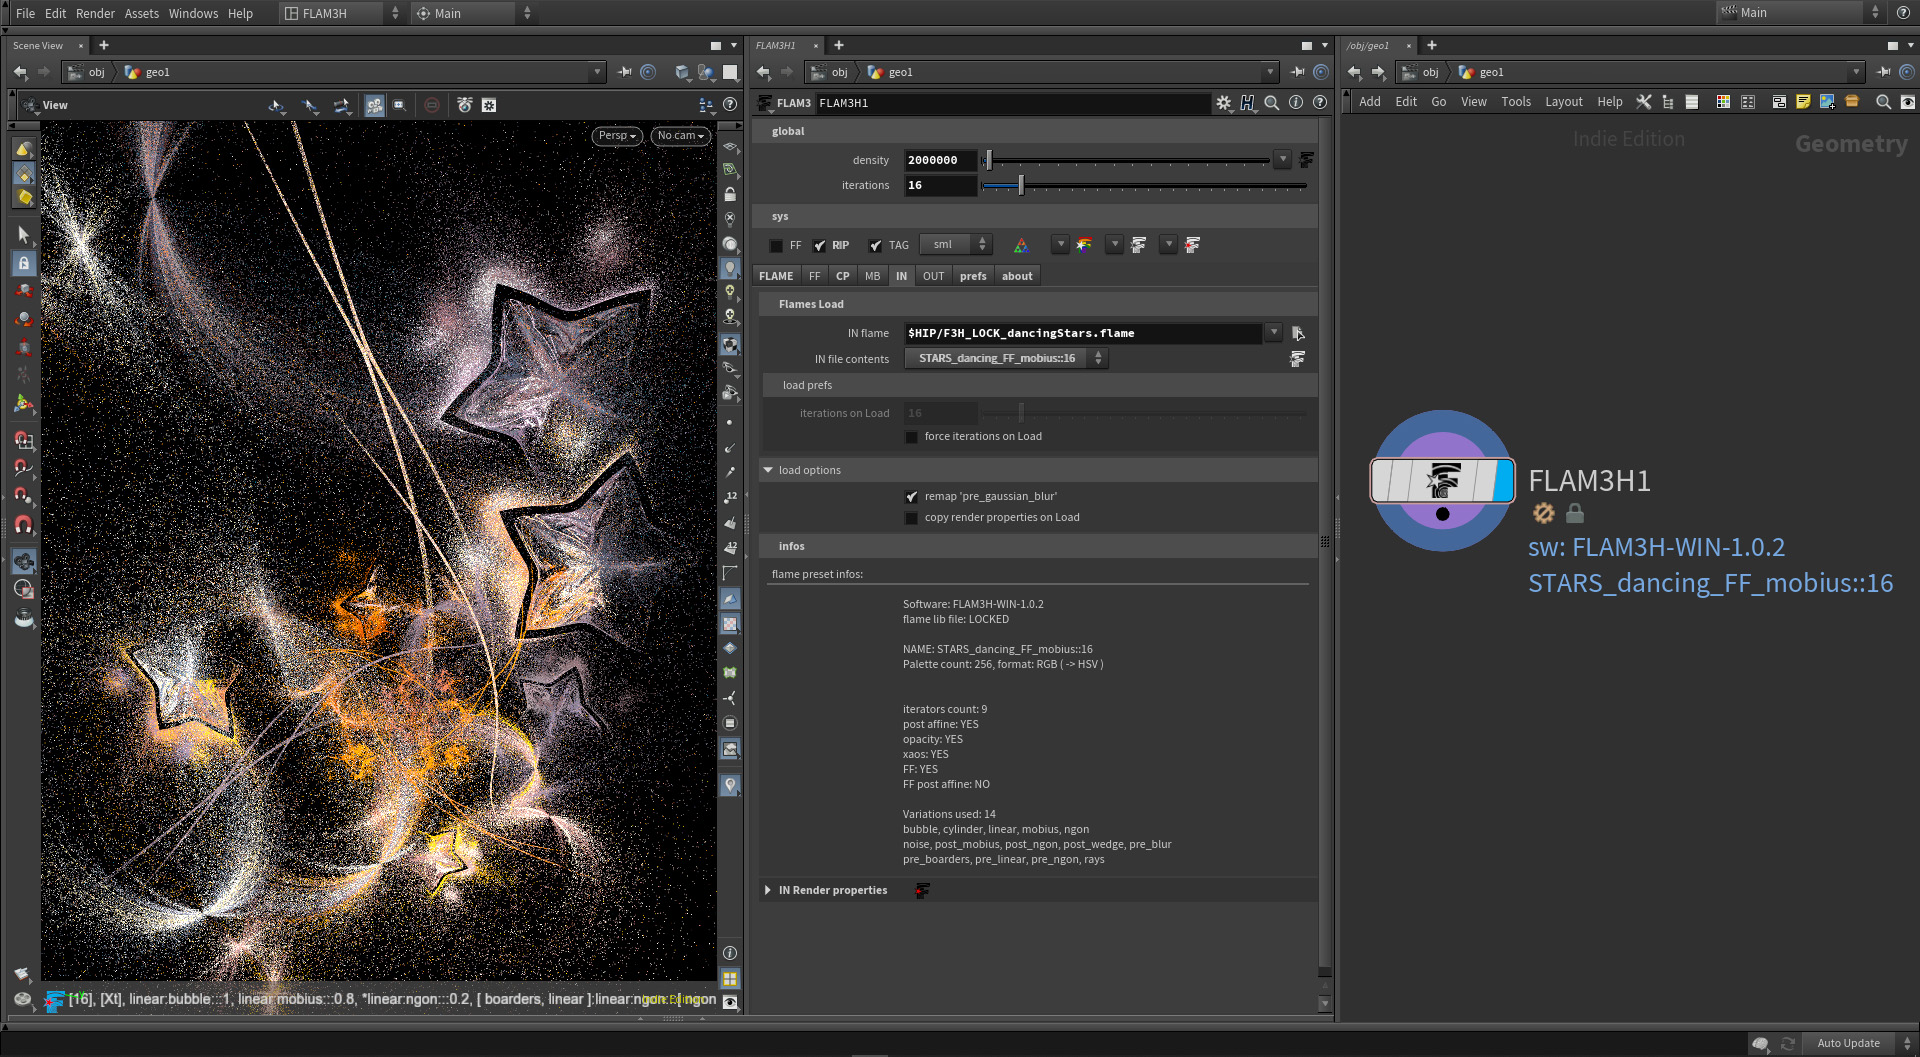 File Edit Render Assets Windows Help FLAM3H Main Main
Scene View
obj geo1
View
Persp No cam
[16], [Xt], linear:bubble:::1, linear:mobius:::0.8, *linear:ngon:::0.2, [ boarders, linear ]:linear:ngon
FLAM3H1
obj geo1
FLAM3 FLAM3H1
global
density 2000000
iterations 16
sys
FF RIP TAG sml
FLAME FF CP MB IN OUT prefs about
Flames Load
IN flame $HIP/F3H_LOCK_dancingStars.flame
IN file contents STARS_dancing_FF_mobius::16
load prefs
iterations on Load 16
force iterations on Load
load options
remap 'pre_gaussian_blur'
copy render properties on Load
infos
flame preset infos:
Software: FLAM3H-WIN-1.0.2
flame lib file: LOCKED
NAME: STARS_dancing_FF_mobius::16
Palette count: 256, format: RGB ( -> HSV )
iterators count: 9
post affine: YES
opacity: YES
xaos: YES
FF: YES
FF post affine: NO
Variations used: 14
bubble, cylinder, linear, mobius, ngon
noise, post_mobius, post_ngon, post_wedge, pre_blur
pre_boarders, pre_linear, pre_ngon, rays
IN Render properties
/obj/geo1
obj geo1
Add Edit Go View Tools Layout Help
Indie Edition Geometry
FLAM3H1
sw: FLAM3H-WIN-1.0.2
STARS_dancing_FF_mobius::16
Auto Update